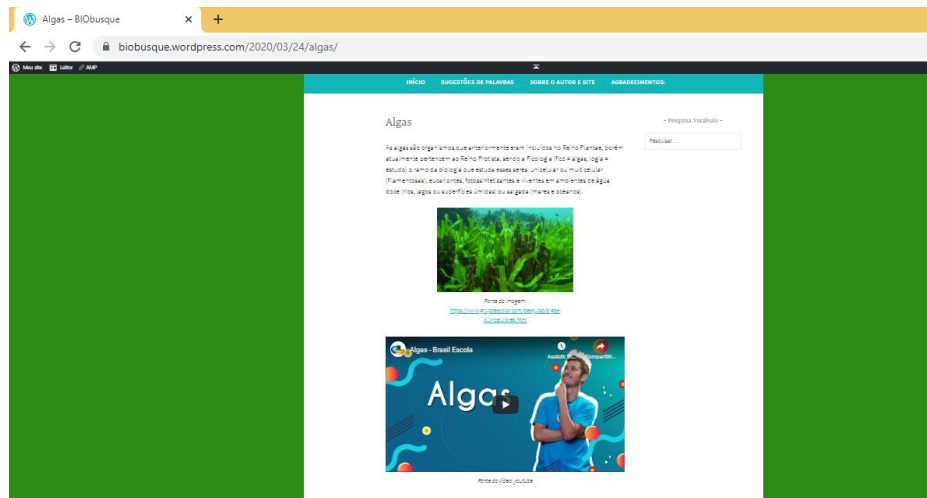 Algas – BIObusque
biobusque.wordpress.com/2020/03/24/algas/
Meu site Leitor AMP
INÍCIO SUGESTÕES DE PALAVRAS SOBRE O AUTOR E SITE AGRADECIMENTOS:
Algas
As algas são organismos que anteriormente eram incluídos no Reino Plantae, porém
atualmente pertencem ao Reino Protista, sendo a Ficologia (fico = algas; logia =
estudo) o ramo da biologia que estuda esses seres: unicelular ou multicelular
(filamentosas), eucariontes, fotossintetizantes e viventes em ambientes de água
doce (rios, lagos ou superfícies úmidas) ou salgada (mares e oceanos).
- Pesquisa Vocábulo -
Pesquisar …
Fonte da imagem:
Algas - Brasil Escola
Assistir Compartilh...
Algas
Fonte do vídeo: youtube